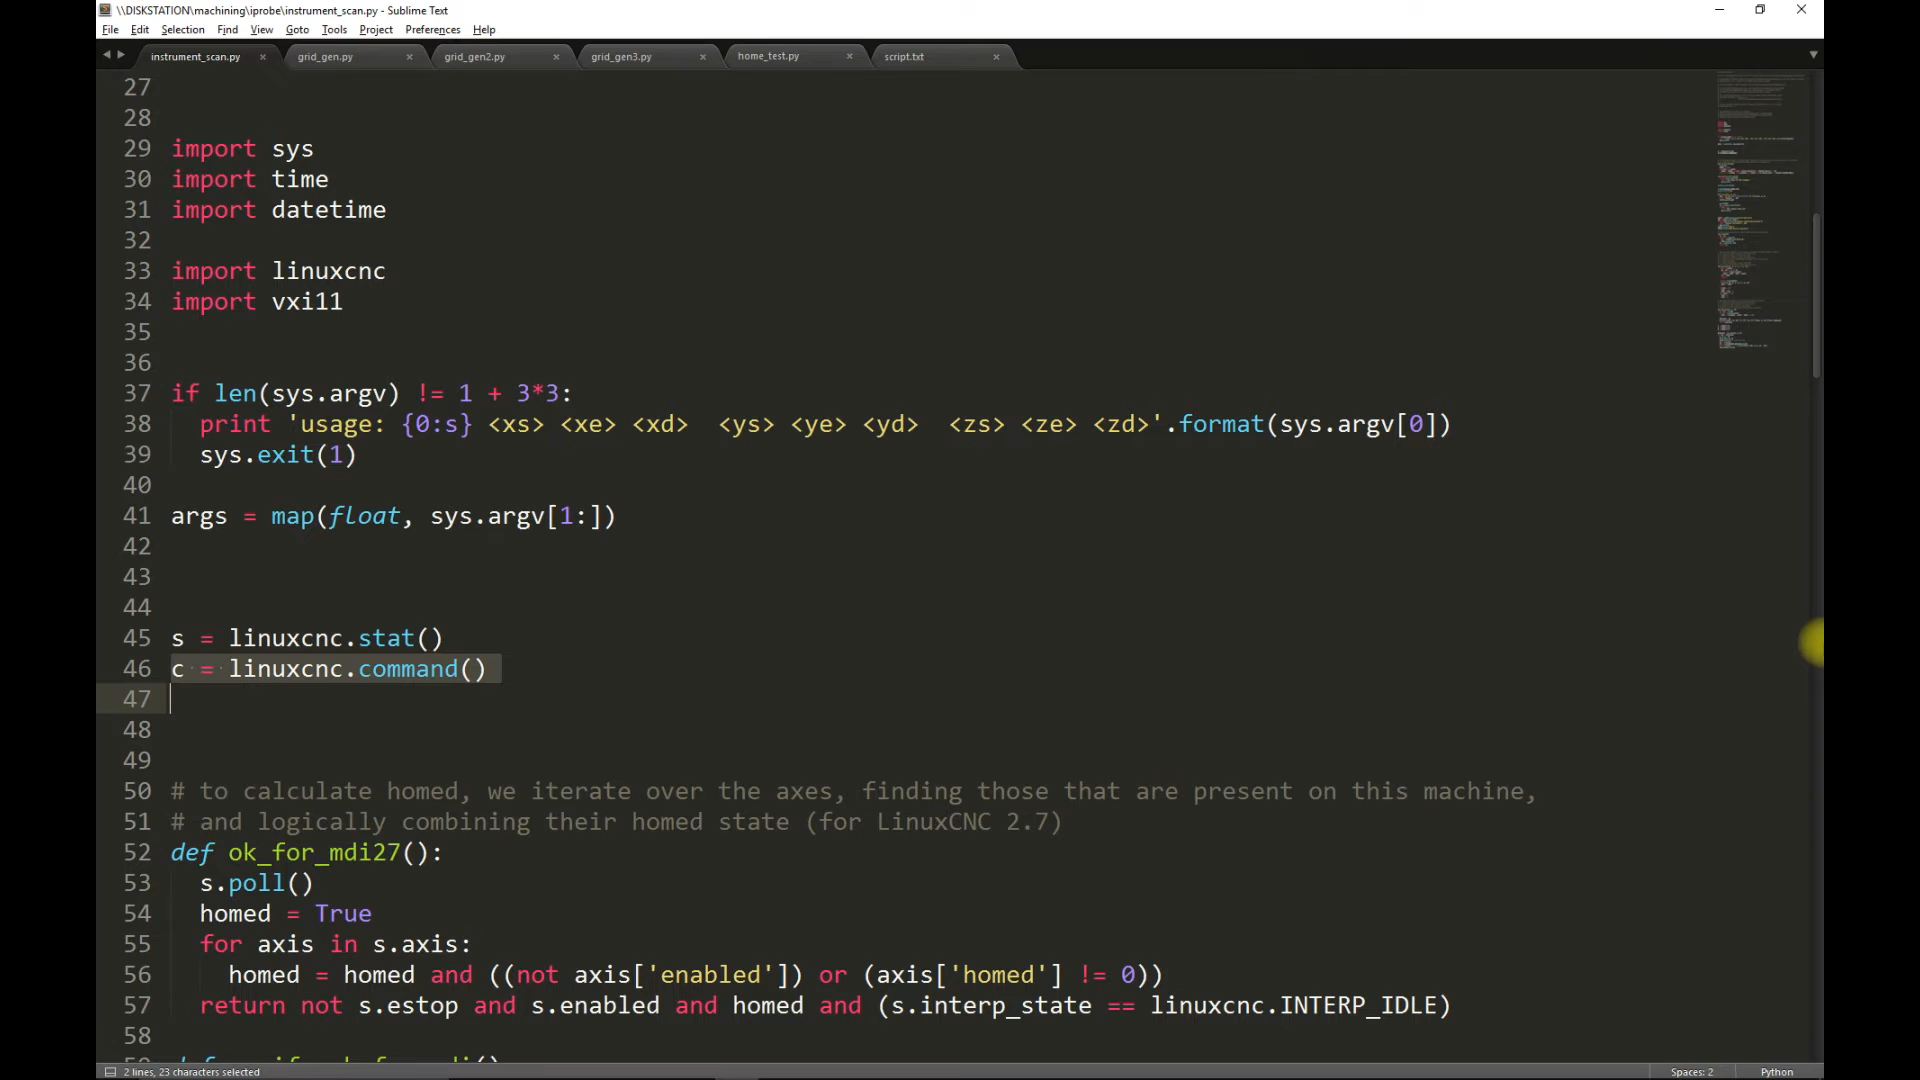 \\DISKSTATION\machining\iprobe\instrument_scan.py - Sublime Text
File Edit Selection Find View Goto Tools Project Preferences Help
instrument_scan.py grid_gen.py grid_gen2.py grid_gen3.py home_test.py script.txt
27
28
29 import sys
30 import time
31 import datetime
32
33 import linuxcnc
34 import vxi11
35
36
37 if len(sys.argv) != 1 + 3*3:
38 print 'usage: {0:s} <xs> <xe> <xd>  <ys> <ye> <yd>  <zs> <ze> <zd>'.format(sys.argv[0])
39 sys.exit(1)
40
41 args = map(float, sys.argv[1:])
42
43
44
45 s = linuxcnc.stat()
46 c = linuxcnc.command()
47
48
49
50 # to calculate homed, we iterate over the axes, finding those that are present on this machine,
51 # and logically combining their homed state (for LinuxCNC 2.7)
52 def ok_for_mdi27():
53 s.poll()
54 homed = True
55 for axis in s.axis:
56 homed = homed and ((not axis['enabled']) or (axis['homed'] != 0))
57 return not s.estop and s.enabled and homed and (s.interp_state == linuxcnc.INTERP_IDLE)
58
2 lines, 23 characters selected Spaces: 2 Python